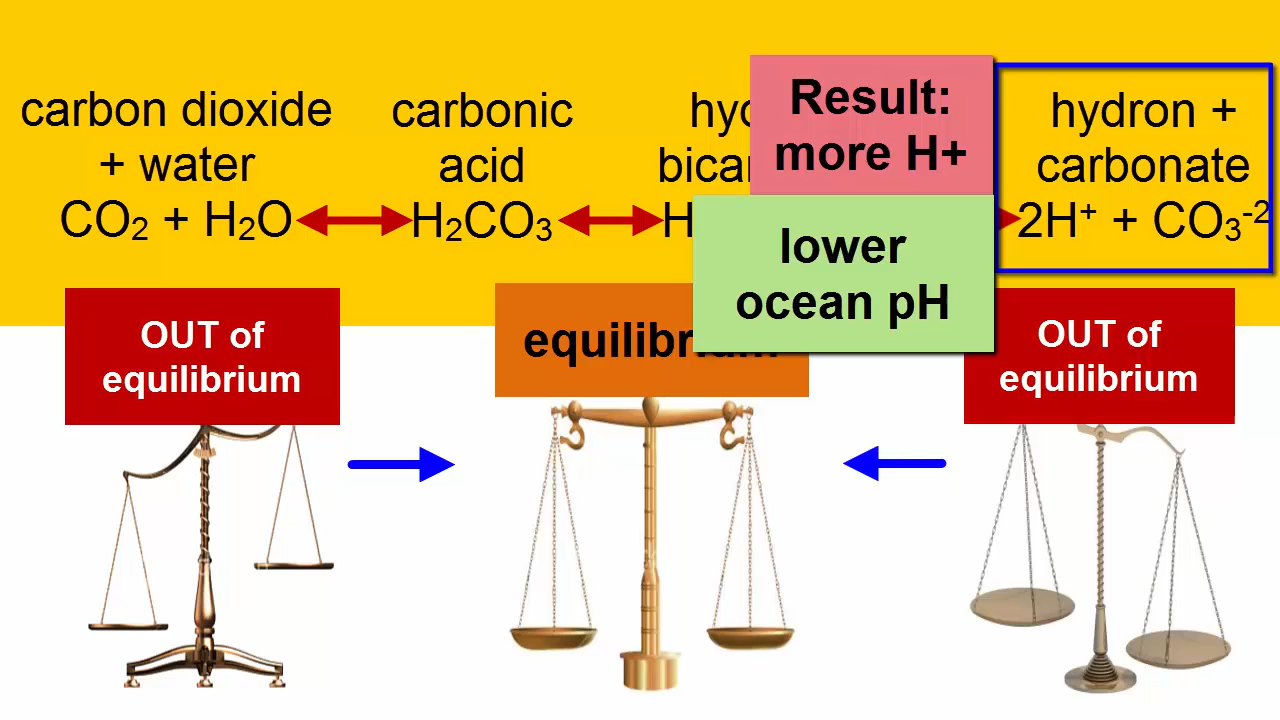 carbon dioxide
+ water
CO₂ + H₂O
carbonic
acid
H₂CO₃
Result:
more H+
lower
ocean pH
hydron +
carbonate
2H⁺ + CO₃⁻²
OUT of
equilibrium
equilibrium
OUT of
equilibrium